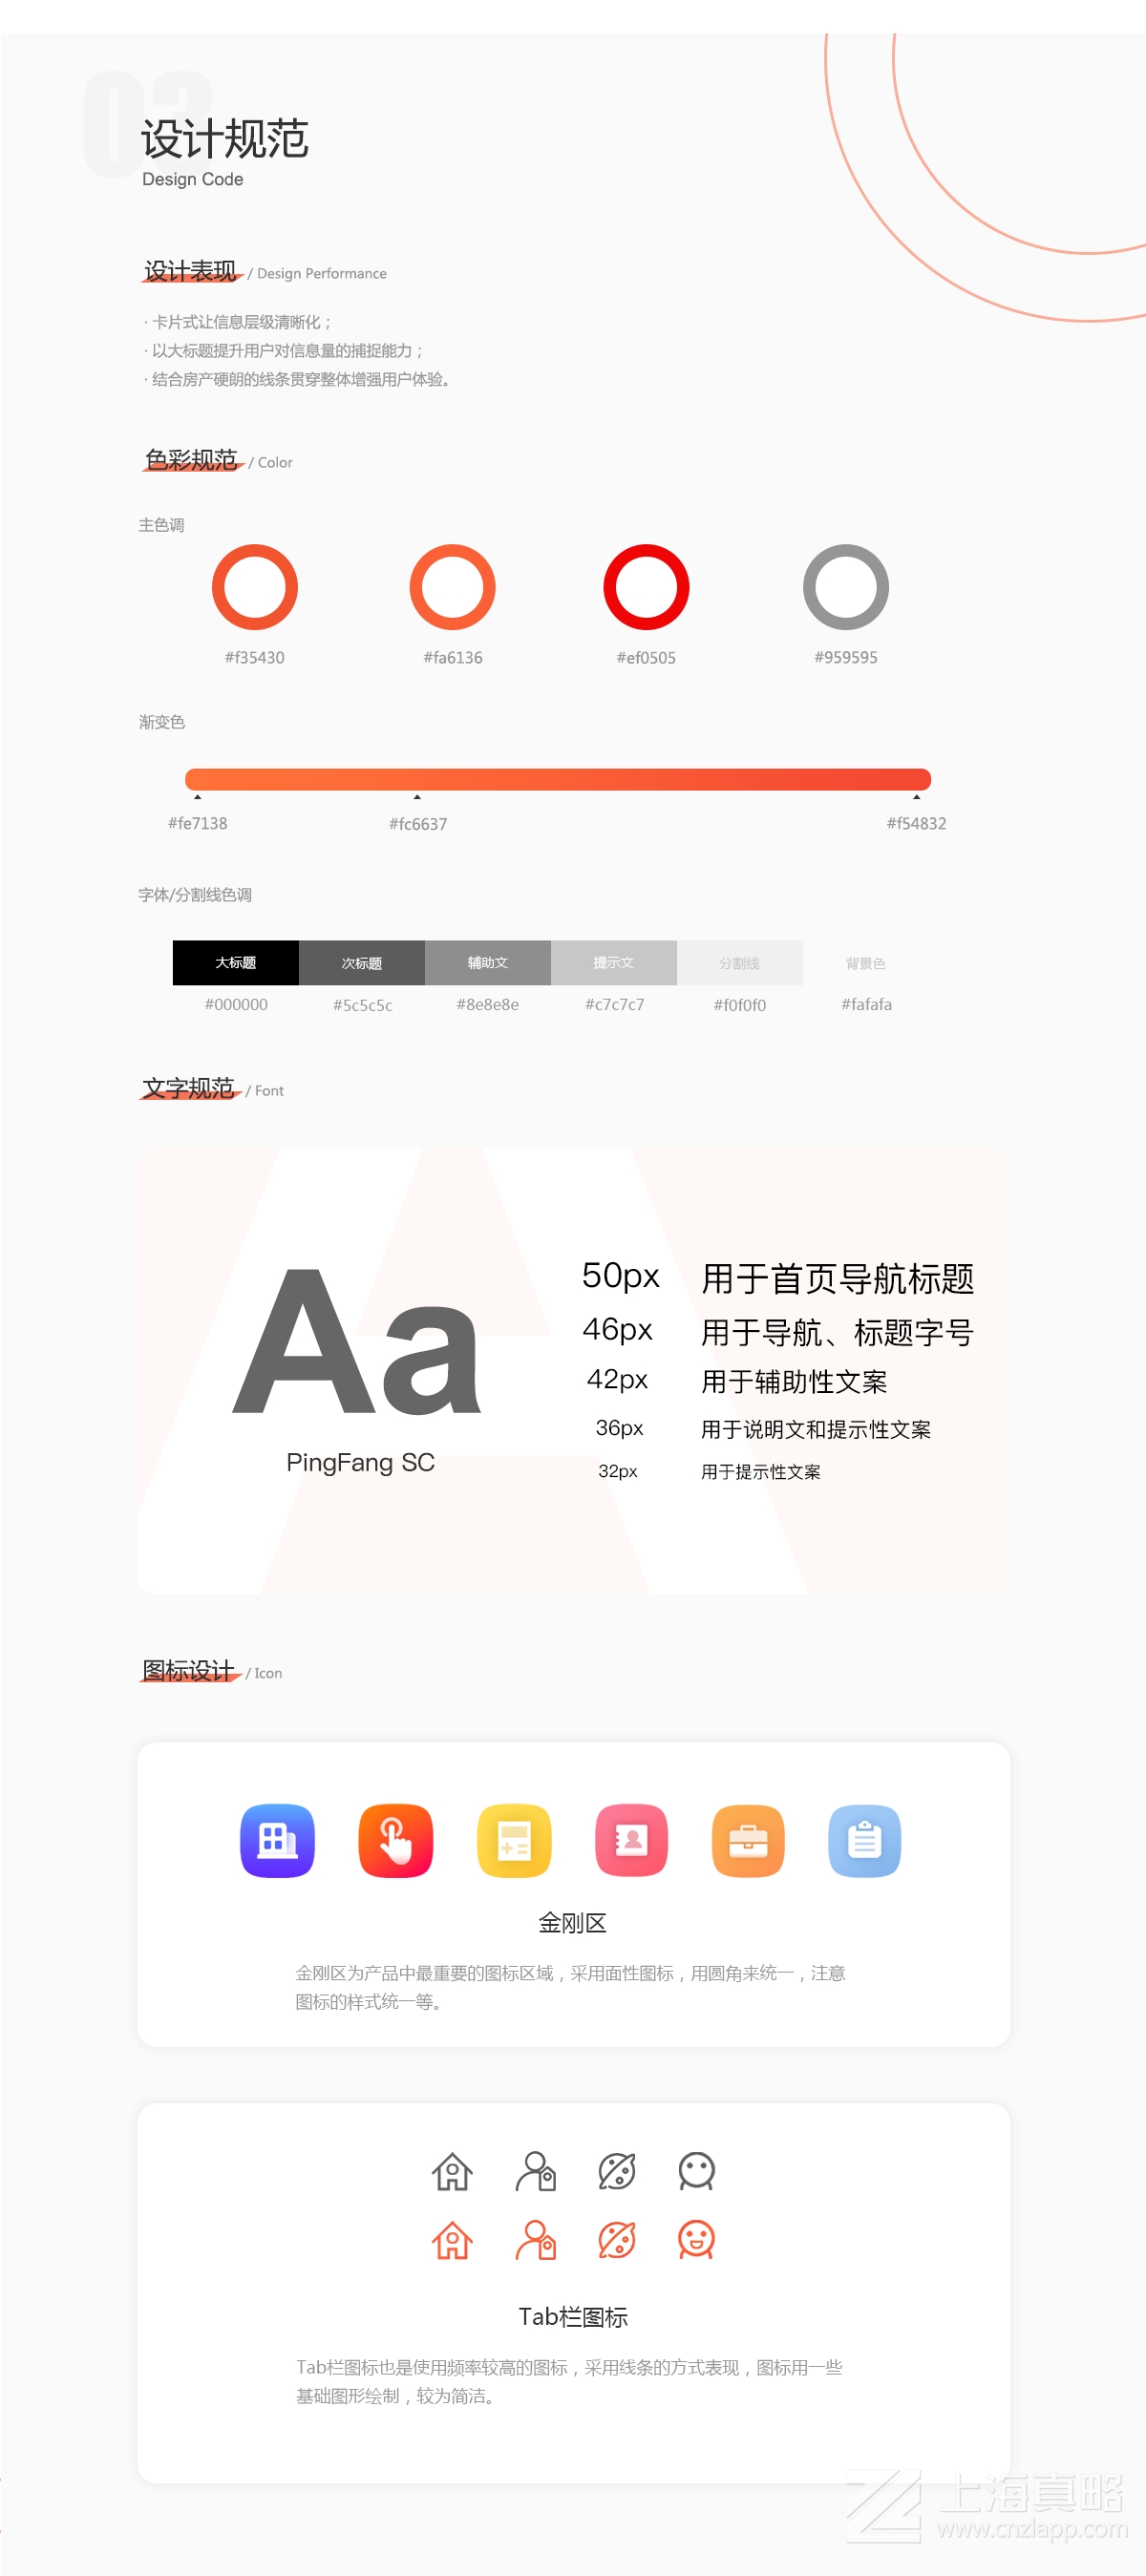 03
设计规范
Design Code
设计表现 / Design Performance
· 卡片式让信息层级清晰化；
· 以大标题提升用户对信息量的捕捉能力；
· 结合房产硬朗的线条贯穿整体增强用户体验。
色彩规范 / Color
主色调
#f35430 #fa6136 #ef0505 #959595
渐变色
#fe7138 #fc6637 #f54832
字体/分割线色调
大标题 次标题 辅助文 提示文 分割线 背景色
#000000 #5c5c5c #8e8e8e #c7c7c7 #f0f0f0 #fafafa
文字规范 / Font
Aa
PingFang SC
50px 用于首页导航标题
46px 用于导航、标题字号
42px 用于辅助性文案
36px 用于说明文和提示性文案
32px 用于提示性文案
图标设计 / Icon
金刚区
金刚区为产品中最重要的图标区域，采用面性图标，用圆角来统一，注意
图标的样式统一等。
Tab栏图标
Tab栏图标也是使用频率较高的图标，采用线条的方式表现，图标用一些
基础图形绘制，较为简洁。
上海真略
www.cnzlapp.com